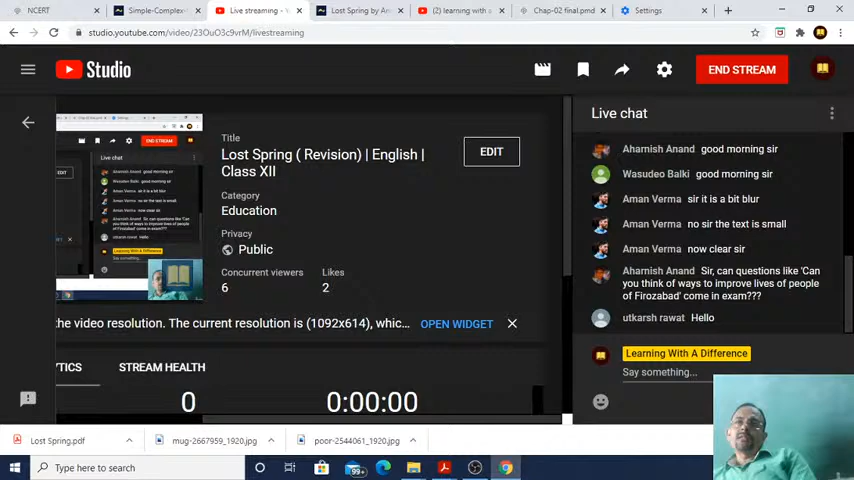 NCERT
Simple-Complex-
Live streaming -
Lost Spring by An
(2) learning with a
Chap-02 final.pmd
Settings
studio.youtube.com/video/23OuO3c9vrM/livestreaming
Studio
END STREAM
Title
Lost Spring ( Revision) | English |
Class XII
EDIT
Category
Education
Privacy
Public
Concurrent viewers
Likes
6
2
the video resolution. The current resolution is (1092x614), whic...
OPEN WIDGET
YTICS
STREAM HEALTH
0
0:00:00
Live chat
Aharnish Anand good morning sir
Wasudeo Balki good morning sir
Aman Verma sir it is a bit blur
Aman Verma no sir the text is small
Aman Verma now clear sir
Aharnish Anand Sir, can questions like 'Can
you think of ways to improve lives of people
of Firozabad' come in exam???
utkarsh rawat Hello
Learning With A Difference
Say something...
Lost Spring.pdf
mug-2667959_1920.jpg
poor-2544061_1920.jpg
Type here to search
99+